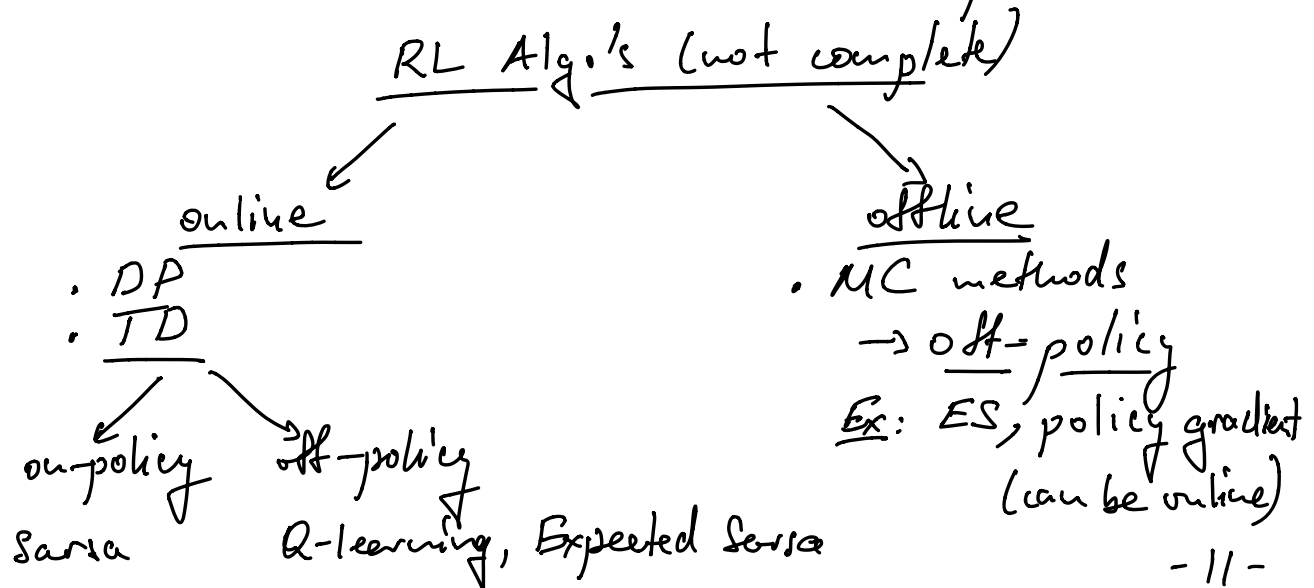 RL Alg.'s (not complete)
online
offline
. DP
. TD
. MC methods
→ off-policy
Ex: ES, policy gradient
(can be online)
on-policy
off-policy
Sarsa
Q-learning, Expected Sarsa
- 11 -